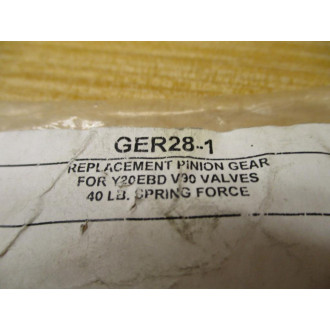 GER28-1
REPLACEMENT PINION GEAR
FOR Y20EBD V90 VALVES
40 LB. SPRING FORCE